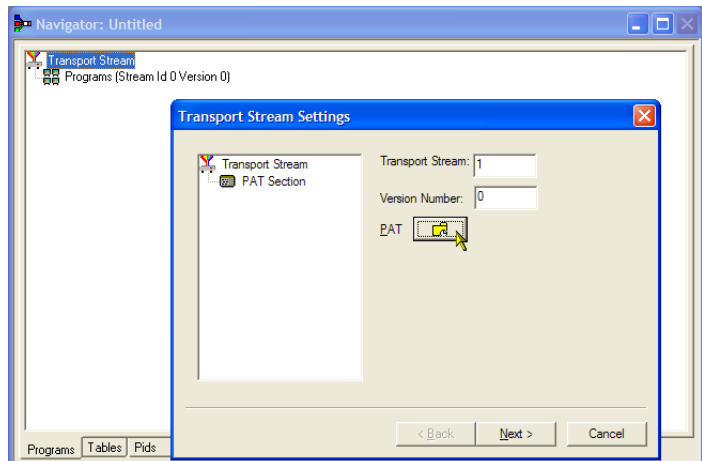 Navigator: Untitled
Transport Stream
Programs (Stream Id 0 Version 0)
Transport Stream Settings
Transport Stream
PAT Section
Transport Stream: 1
Version Number: 0
PAT
< Back
Next >
Cancel
Programs
Tables
Pids